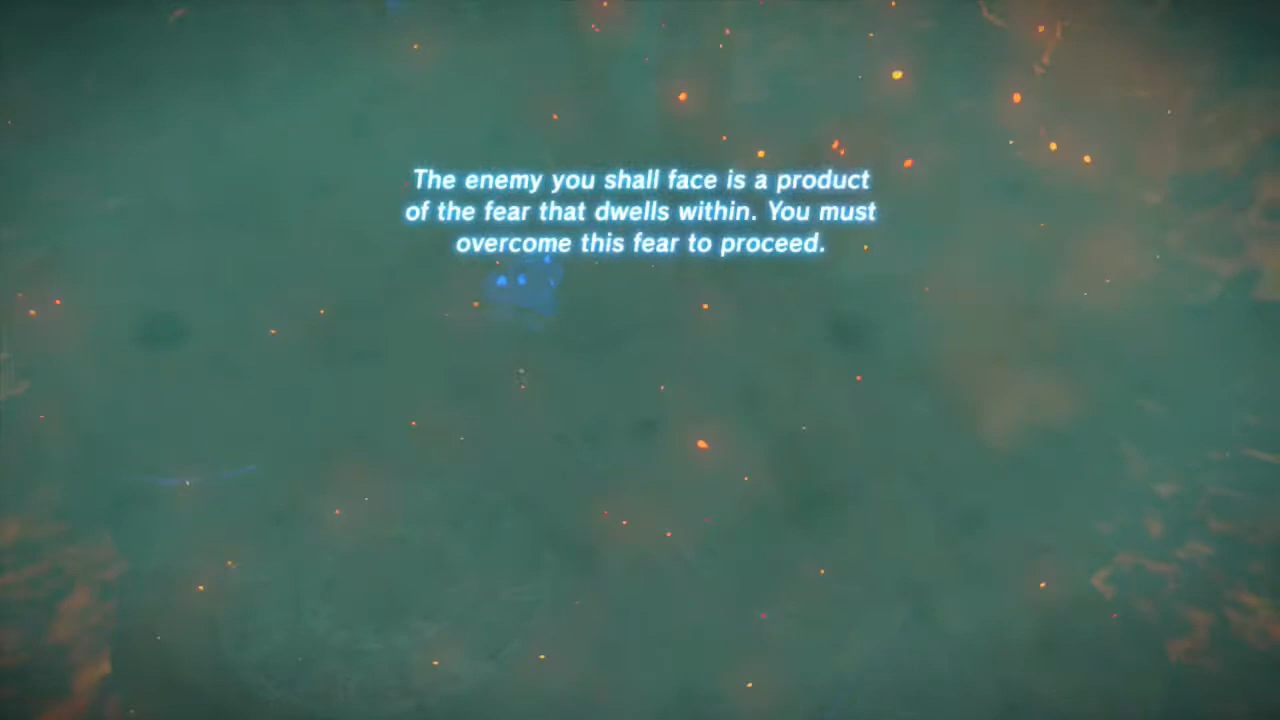 The enemy you shall face is a product
of the fear that dwells within. You must
overcome this fear to proceed.